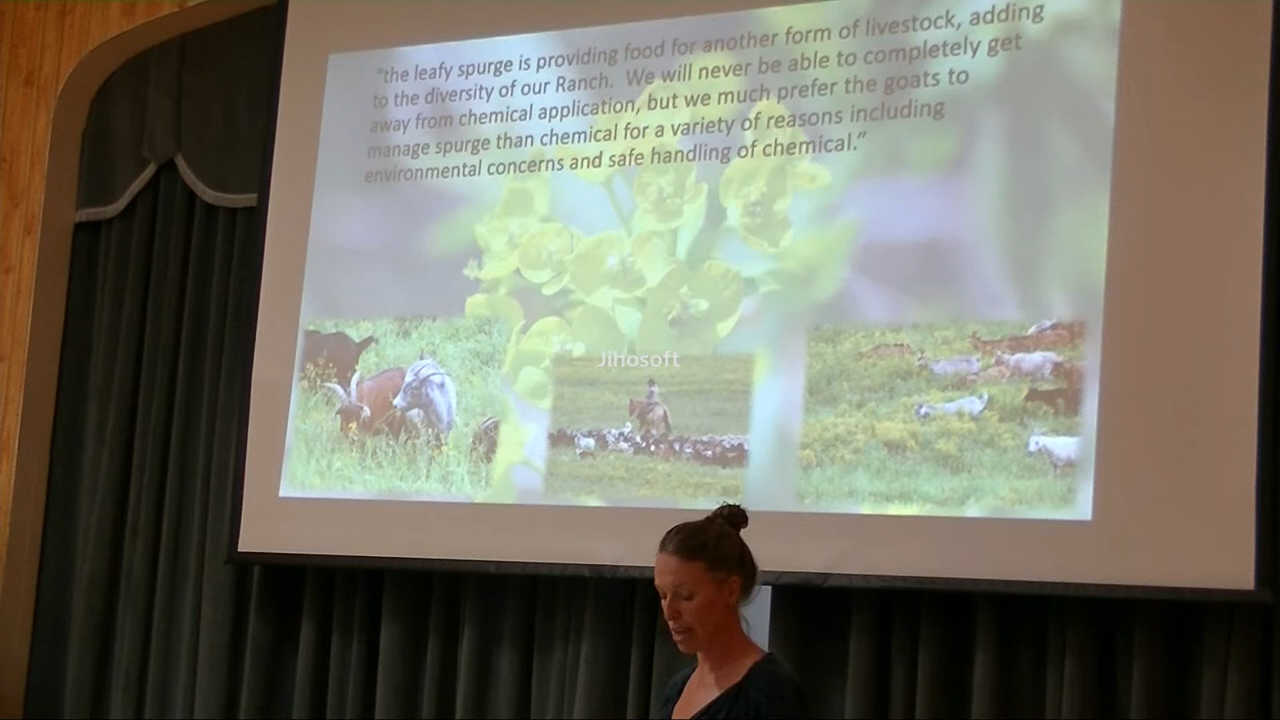 "the leafy spurge is providing food for another form of livestock, adding
to the diversity of our Ranch.  We will never be able to completely get
away from chemical application, but we much prefer the goats to
manage spurge than chemical for a variety of reasons including
environmental concerns and safe handling of chemical."
Jihosoft